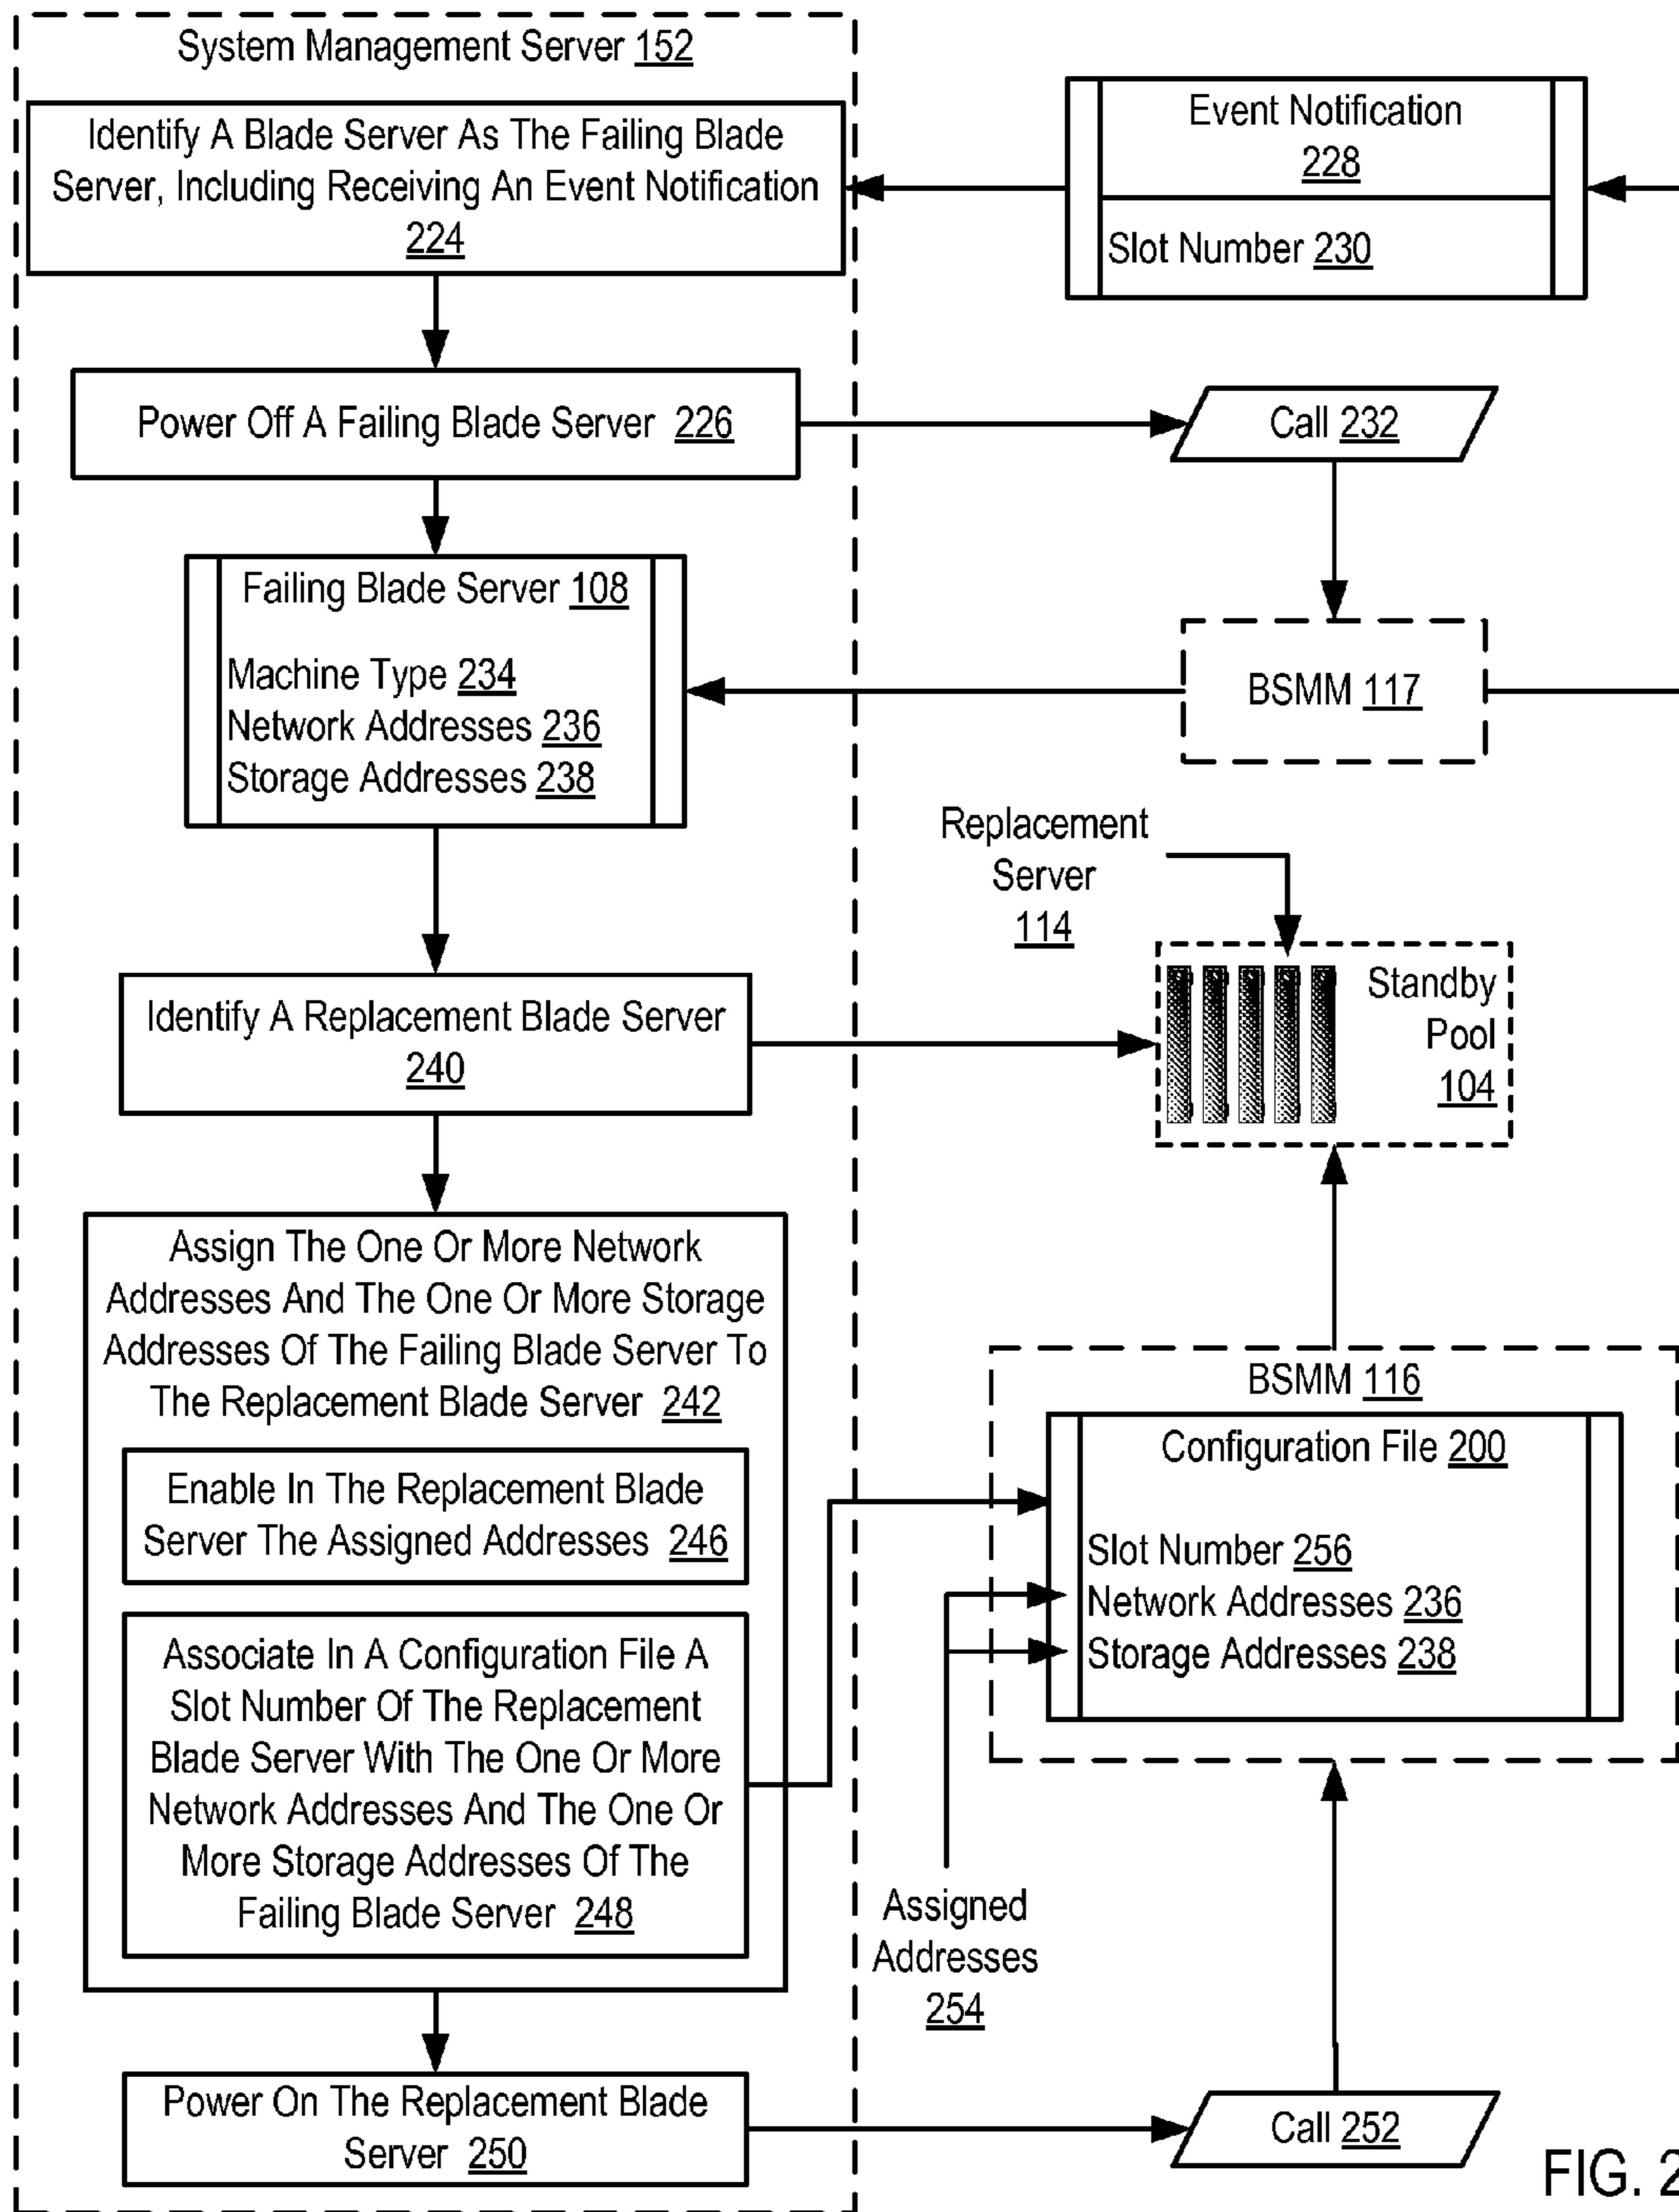 System Management Server 152
Identify A Blade Server As The Failing Blade
Server, Including Receiving An Event Notification
224
Event Notification
228
Slot Number 230
Power Off A Failing Blade Server 226
Call 232
Failing Blade Server 108
Machine Type 234
Network Addresses 236
Storage Addresses 238
BSMM 117
Replacement
Server
114
Standby
Pool
104
Identify A Replacement Blade Server
240
Assign The One Or More Network
Addresses And The One Or More Storage
Addresses Of The Failing Blade Server To
The Replacement Blade Server 242
Enable In The Replacement Blade
Server The Assigned Addresses 246
Associate In A Configuration File A
Slot Number Of The Replacement
Blade Server With The One Or More
Network Addresses And The One Or
More Storage Addresses Of The
Failing Blade Server 248
BSMM 116
Configuration File 200
Slot Number 256
Network Addresses 236
Storage Addresses 238
Assigned
Addresses
254
Power On The Replacement Blade
Server 250
Call 252
FIG. 2